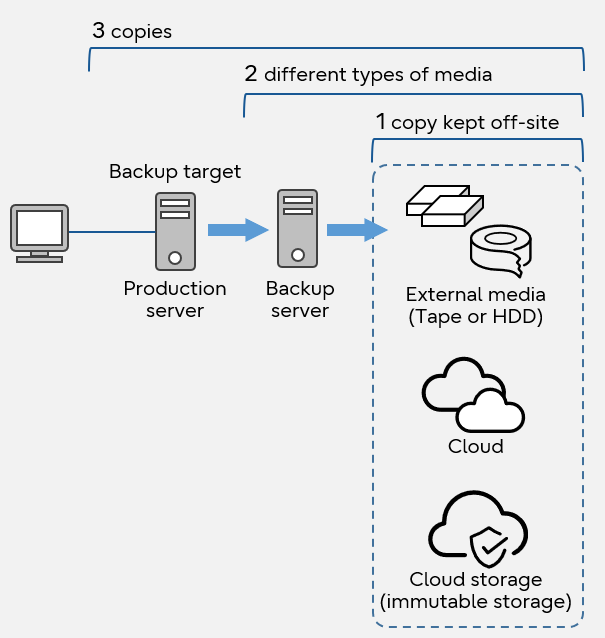 3 copies
2 different types of media
1 copy kept off-site
Backup target
Production
server
Backup
server
External media
(Tape or HDD)
Cloud
Cloud storage
(immutable storage)